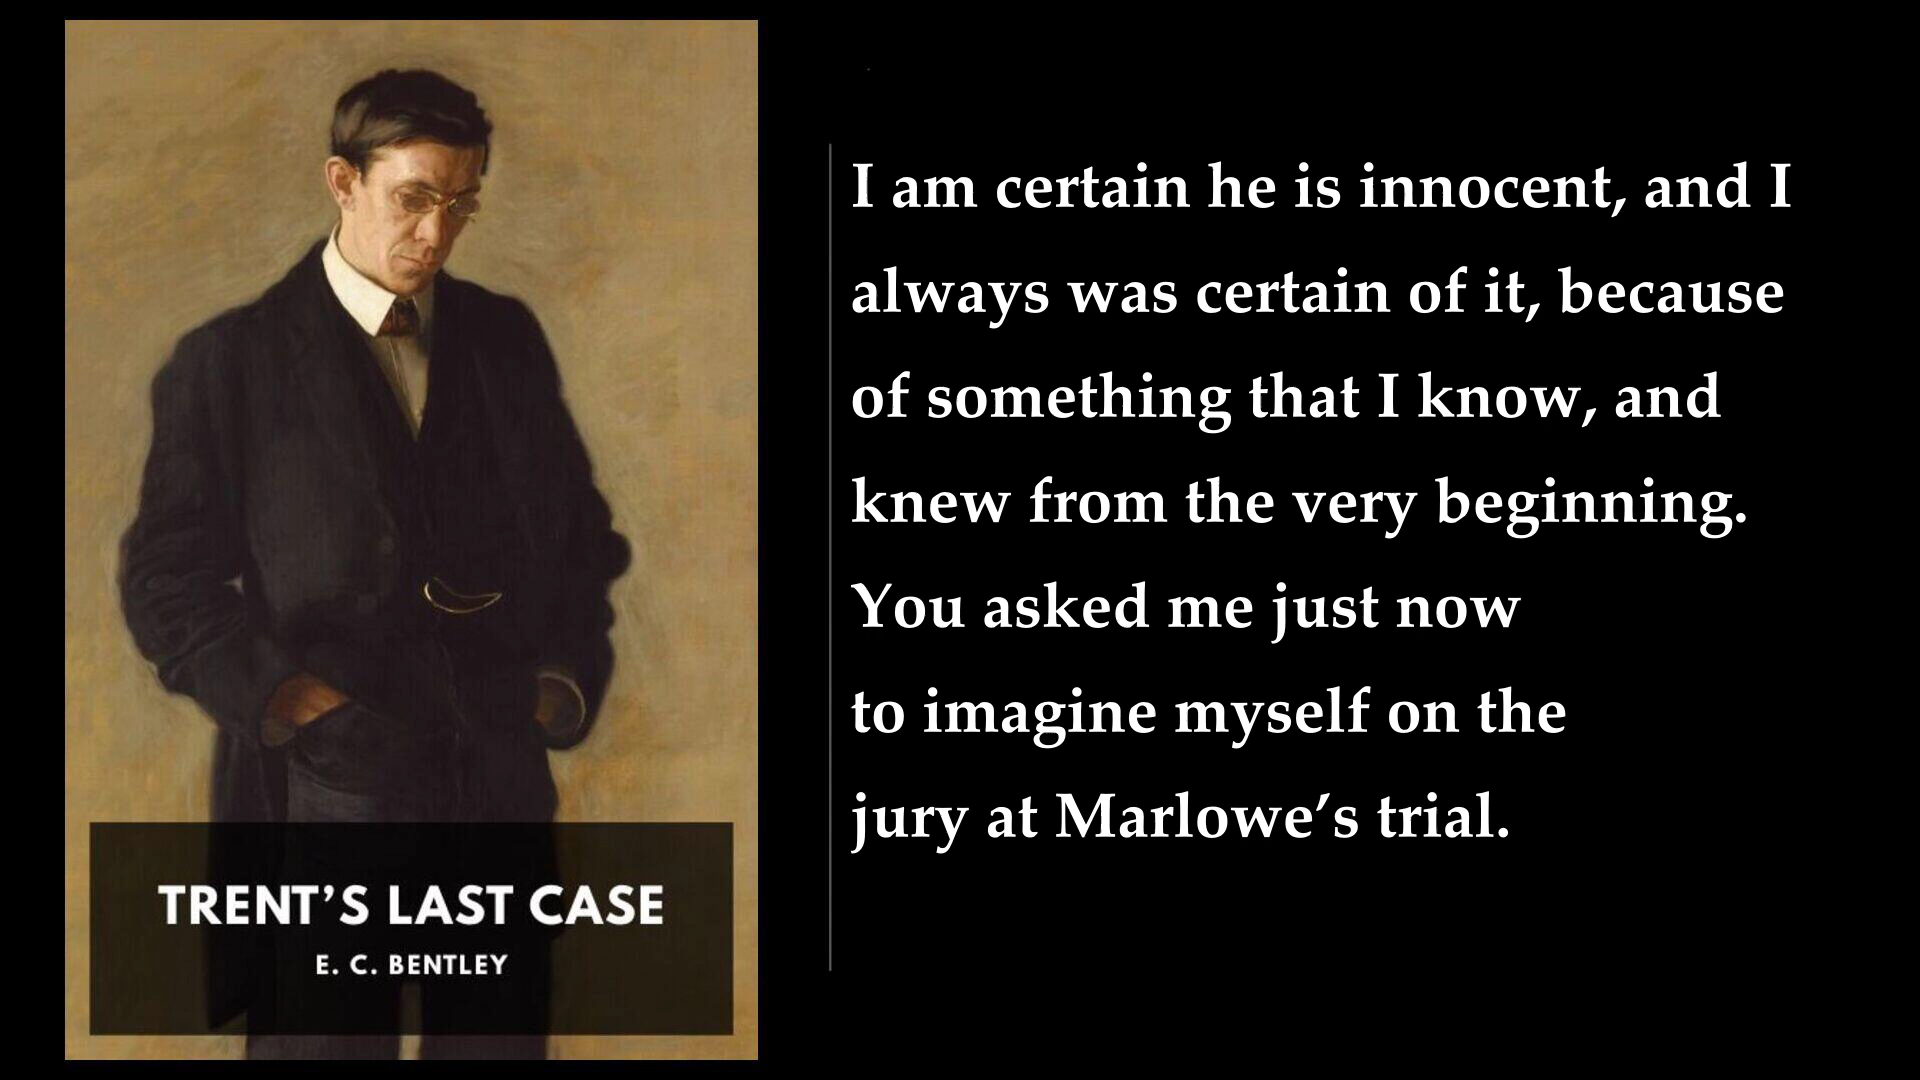 TRENT’S LAST CASE
E. C. BENTLEY
I am certain he is innocent, and I
always was certain of it, because
of something that I know, and
knew from the very beginning.
You asked me just now
to imagine myself on the
jury at Marlowe’s trial.